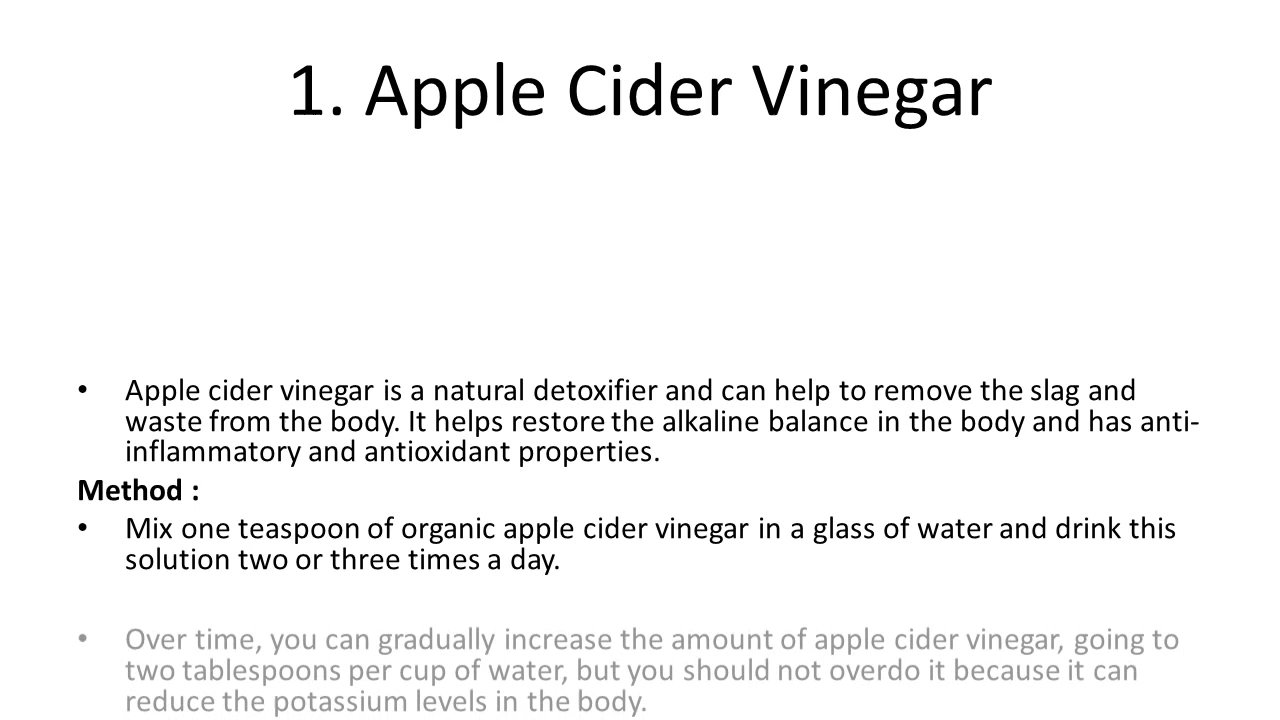 1. Apple Cider Vinegar
• Apple cider vinegar is a natural detoxifier and can help to remove the slag and
waste from the body. It helps restore the alkaline balance in the body and has anti-
inflammatory and antioxidant properties.
Method :
• Mix one teaspoon of organic apple cider vinegar in a glass of water and drink this
solution two or three times a day.
• Over time, you can gradually increase the amount of apple cider vinegar, going to
two tablespoons per cup of water, but you should not overdo it because it can
reduce the potassium levels in the body.